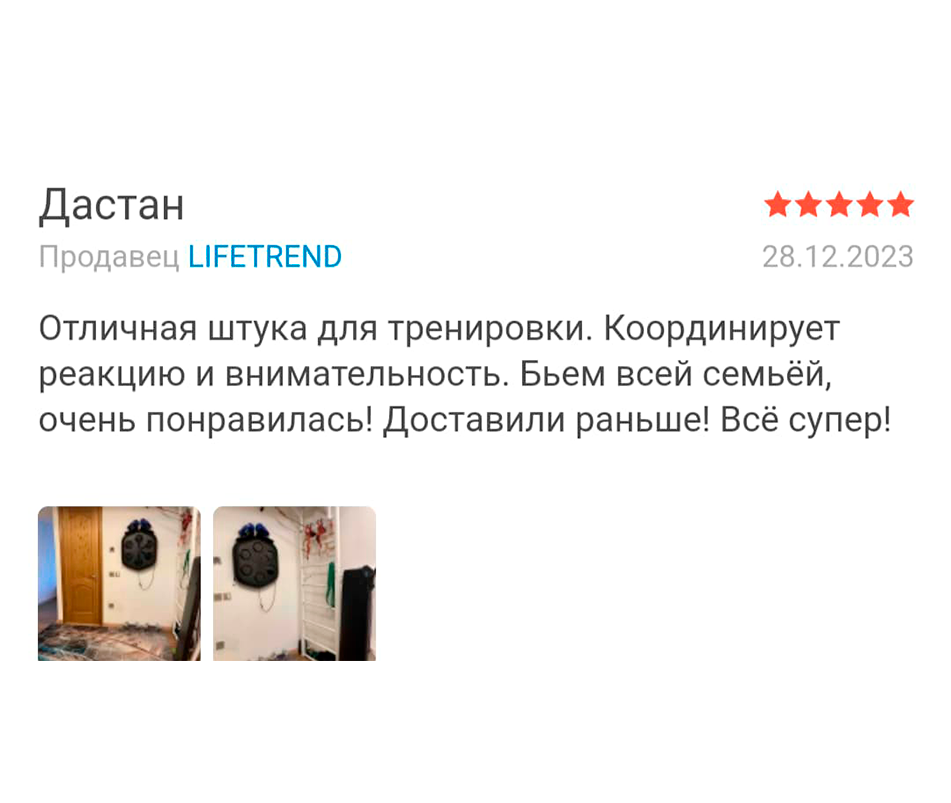 Дастан
Продавец LIFETREND
28.12.2023
Отличная штука для тренировки. Координирует
реакцию и внимательность. Бьем всей семьёй,
очень понравилась! Доставили раньше! Всё супер!